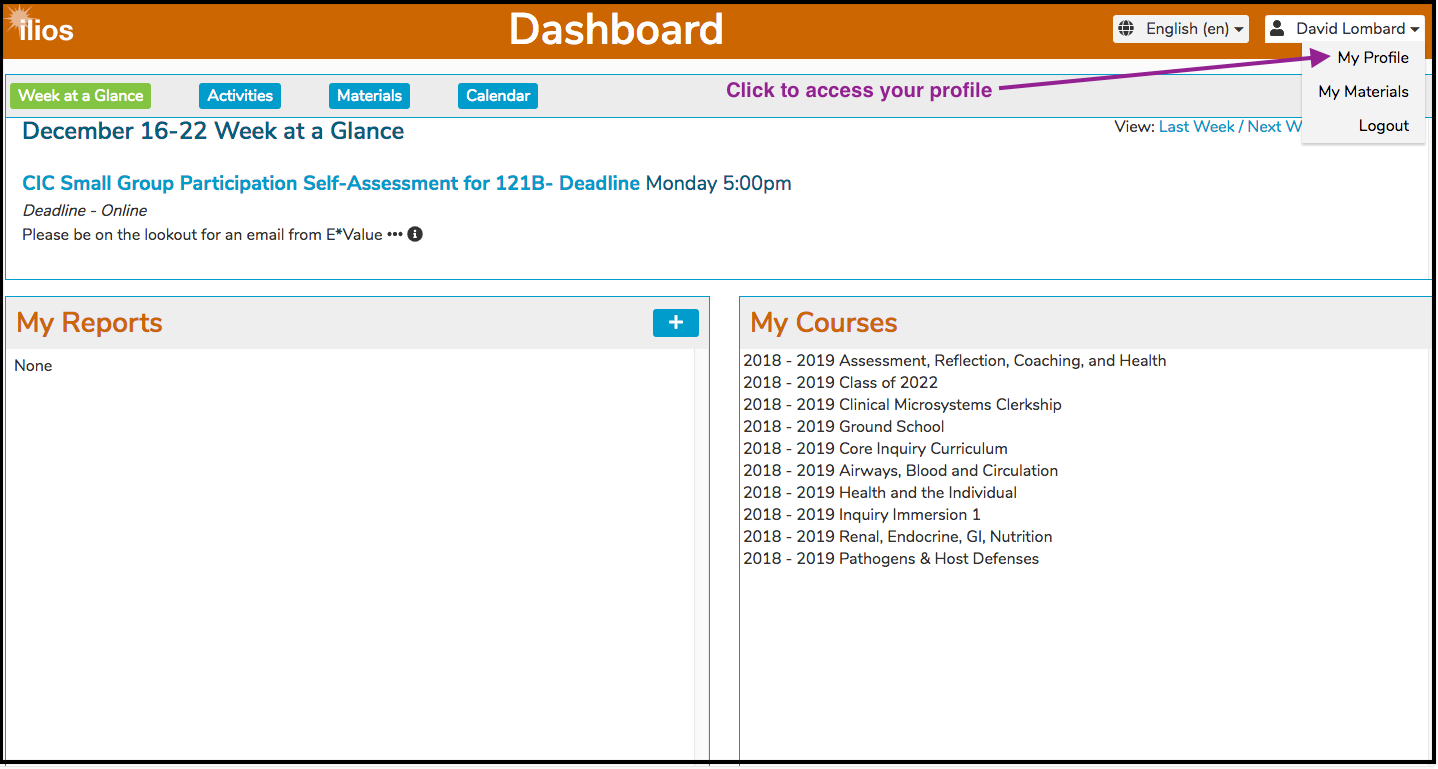 ilios
Dashboard
English (en)
David Lombard
My Profile
My Materials
Logout
Click to access your profile
Week at a Glance
Activities
Materials
Calendar
December 16-22 Week at a Glance
View: Last Week / Next W
CIC Small Group Participation Self-Assessment for 121B- Deadline Monday 5:00pm
Deadline - Online
Please be on the lookout for an email from E*Value •••
My Reports
+
None
My Courses
2018 - 2019 Assessment, Reflection, Coaching, and Health
2018 - 2019 Class of 2022
2018 - 2019 Clinical Microsystems Clerkship
2018 - 2019 Ground School
2018 - 2019 Core Inquiry Curriculum
2018 - 2019 Airways, Blood and Circulation
2018 - 2019 Health and the Individual
2018 - 2019 Inquiry Immersion 1
2018 - 2019 Renal, Endocrine, GI, Nutrition
2018 - 2019 Pathogens & Host Defenses